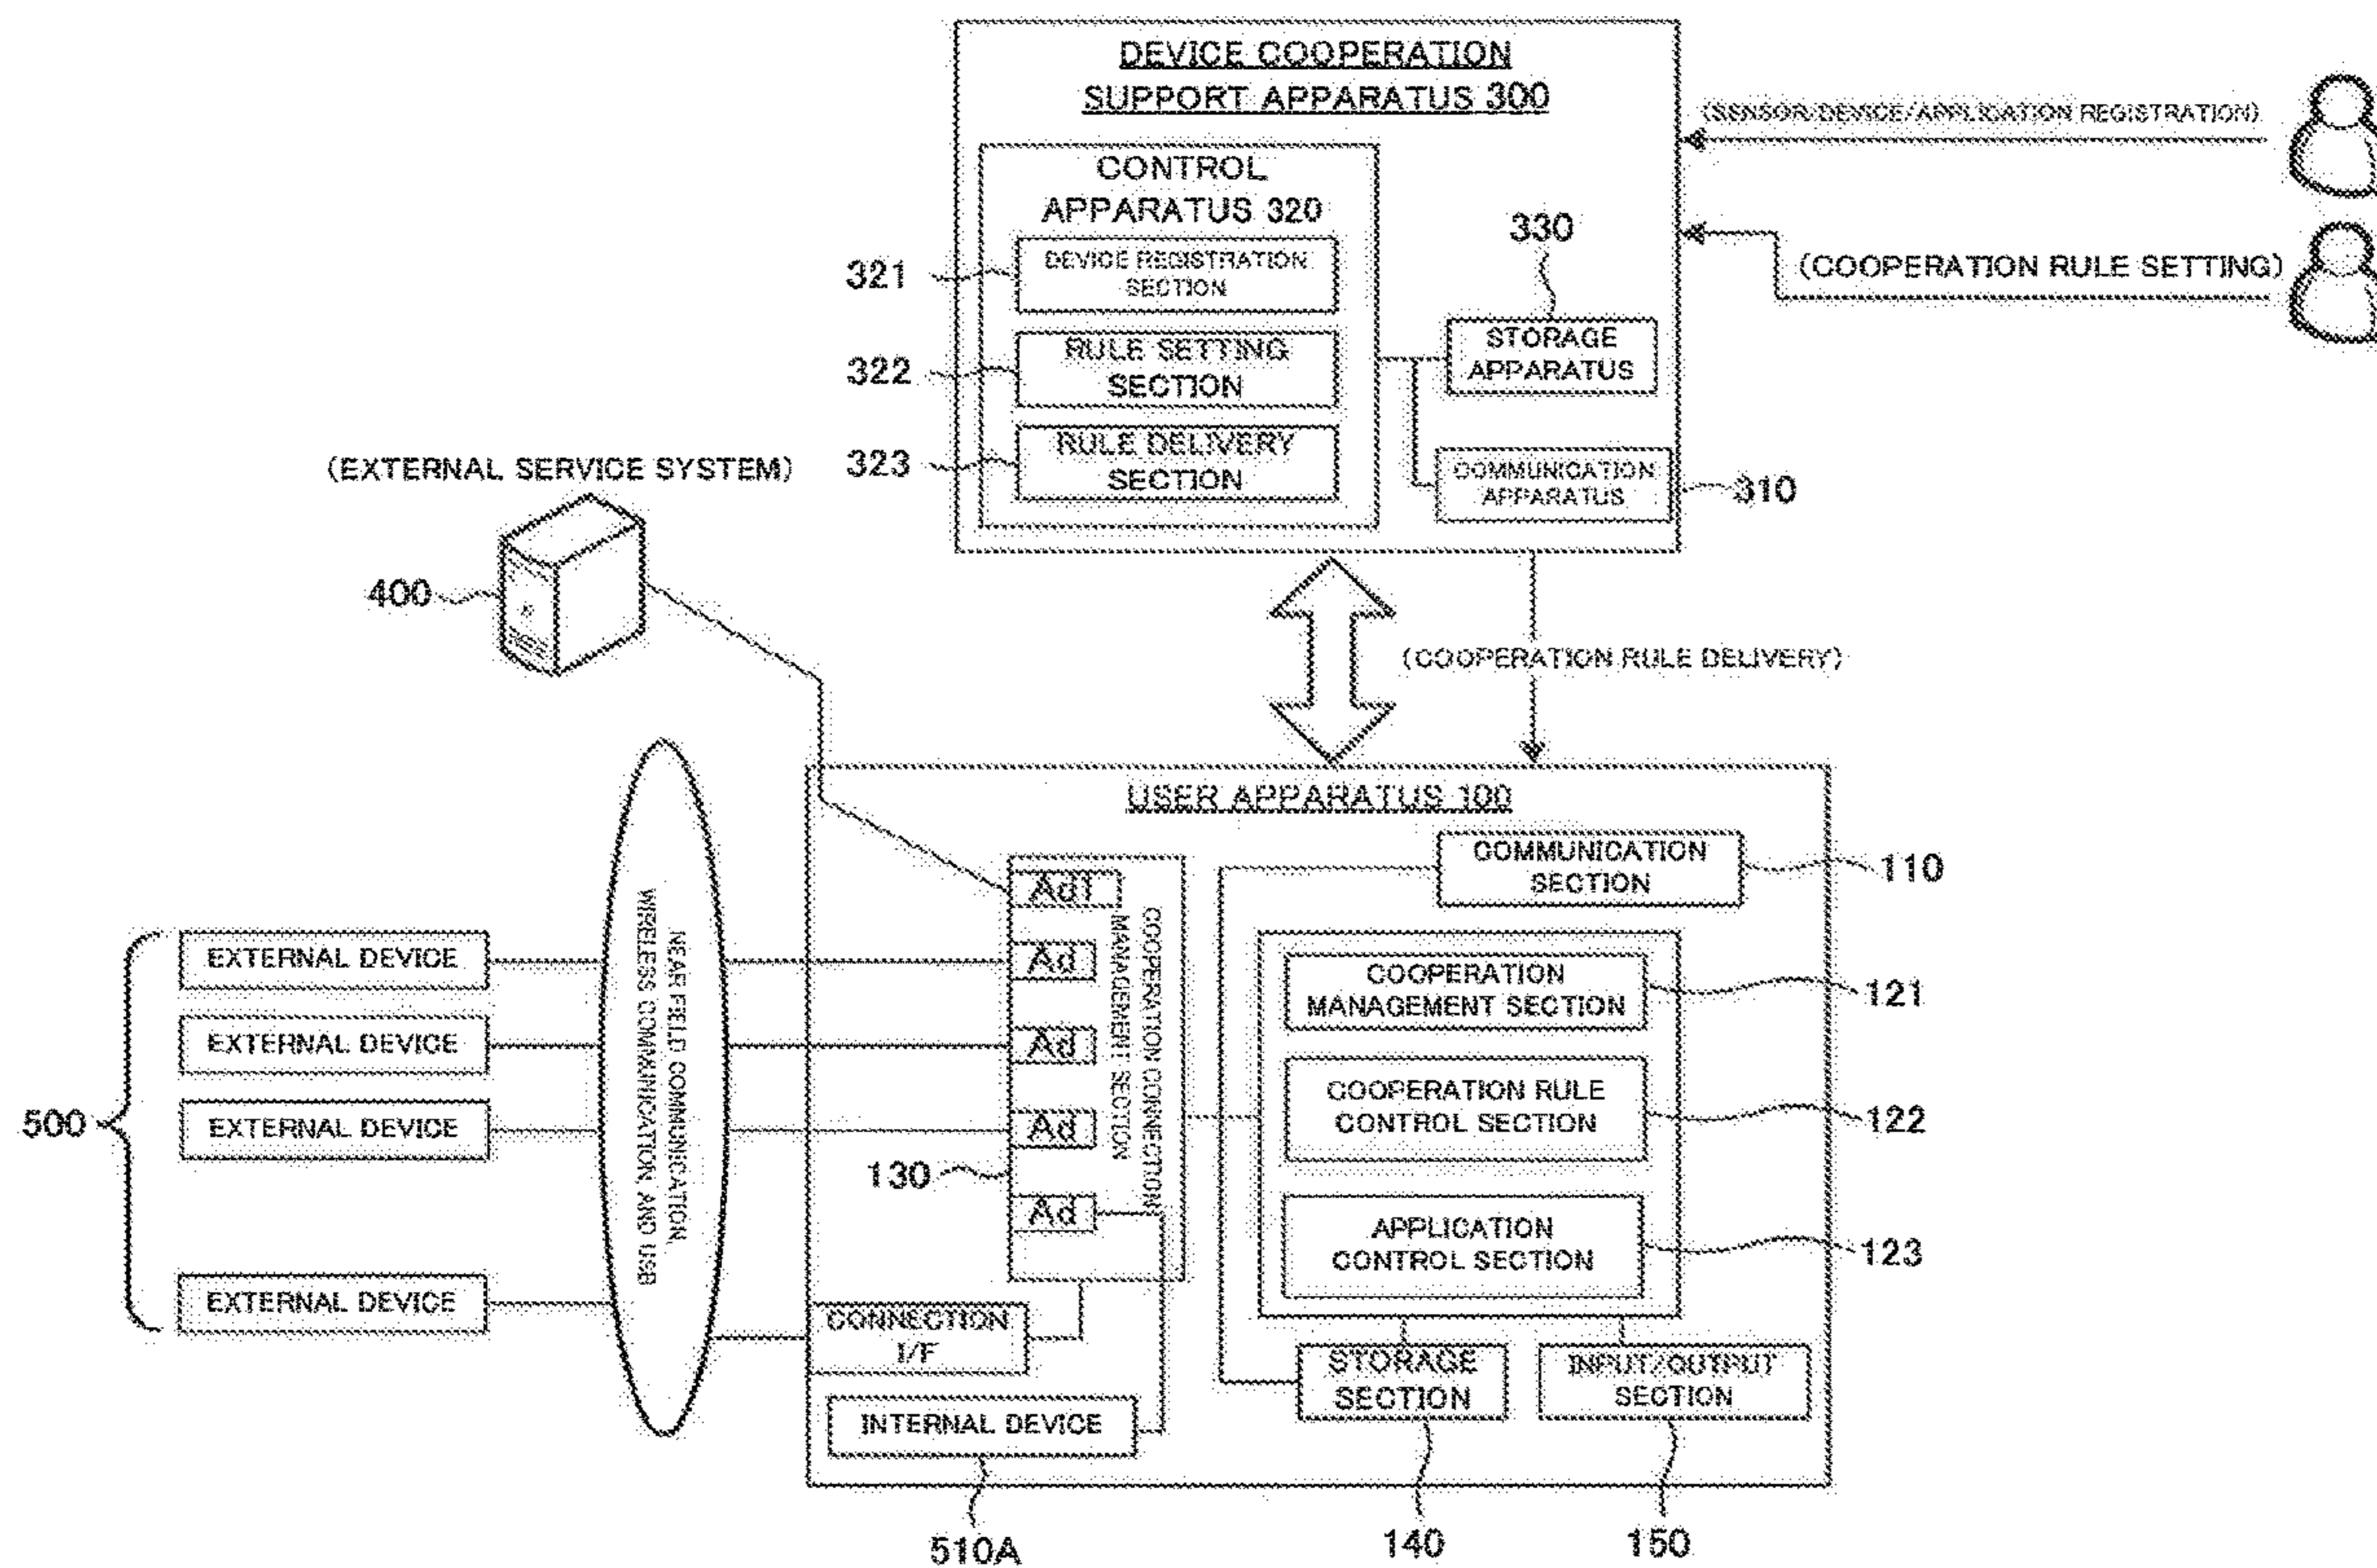 DEVICE COOPERATION
SUPPORT APPARATUS 300
(SENSOR/DEVICE/APPLICATION REGISTRATION)
CONTROL
APPARATUS 320
321
DEVICE REGISTRATION
SECTION
330
(COOPERATION RULE SETTING)
322
RULE SETTING
SECTION
STORAGE
APPARATUS
323
RULE DELIVERY
SECTION
COMMUNICATION
APPARATUS
310
(EXTERNAL SERVICE SYSTEM)
400
(COOPERATION RULE DELIVERY)
USER APPARATUS 100
COMMUNICATION
SECTION
110
Ad1
Ad
Ad
Ad
Ad
COOPERATION CONNECTION
MANAGEMENT SECTION
130
COOPERATION
MANAGEMENT SECTION
121
COOPERATION RULE
CONTROL SECTION
122
APPLICATION
CONTROL SECTION
123
500
EXTERNAL DEVICE
EXTERNAL DEVICE
EXTERNAL DEVICE
EXTERNAL DEVICE
NEAR FIELD COMMUNICATION,
WIRELESS COMMUNICATION, AND USB
CONNECTION
I/F
STORAGE
SECTION
INPUT/OUTPUT
SECTION
INTERNAL DEVICE
510A
140
150